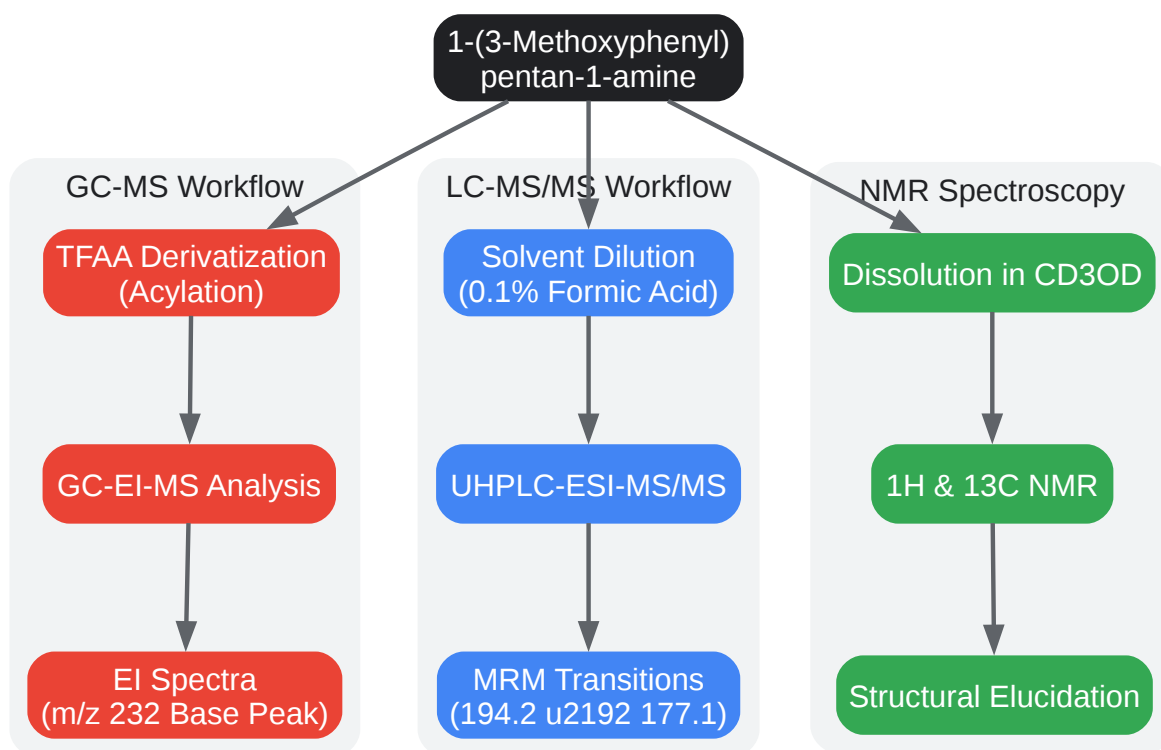 1-(3-Methoxyphenyl)
pentan-1-amine
GC-MS Workflow
TFAA Derivatization
(Acylation)
GC-EI-MS Analysis
EI Spectra
(m/z 232 Base Peak)
LC-MS/MS Workflow
Solvent Dilution
(0.1% Formic Acid)
UHPLC-ESI-MS/MS
MRM Transitions
(194.2 u2192 177.1)
NMR Spectroscopy
Dissolution in CD3OD
1H & 13C NMR
Structural Elucidation